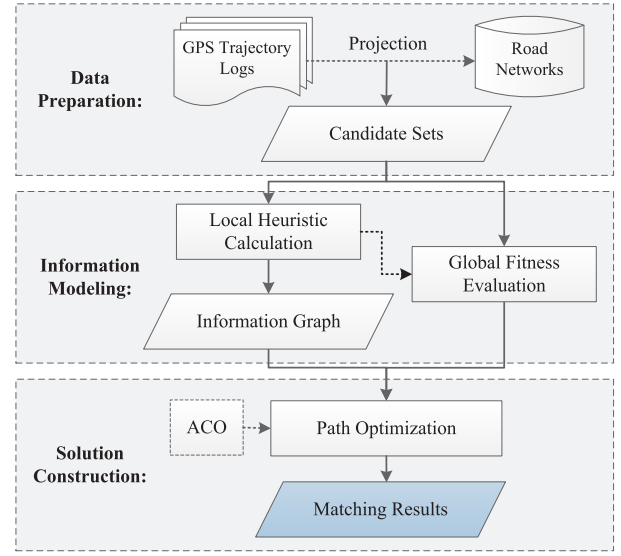 Data
Preparation:
GPS Trajectory
Logs
Projection
Road
Networks
Candidate Sets
Information
Modeling:
Local Heuristic
Calculation
Global Fitness
Evaluation
Information Graph
Solution
Construction:
ACO
Path Optimization
Matching Results